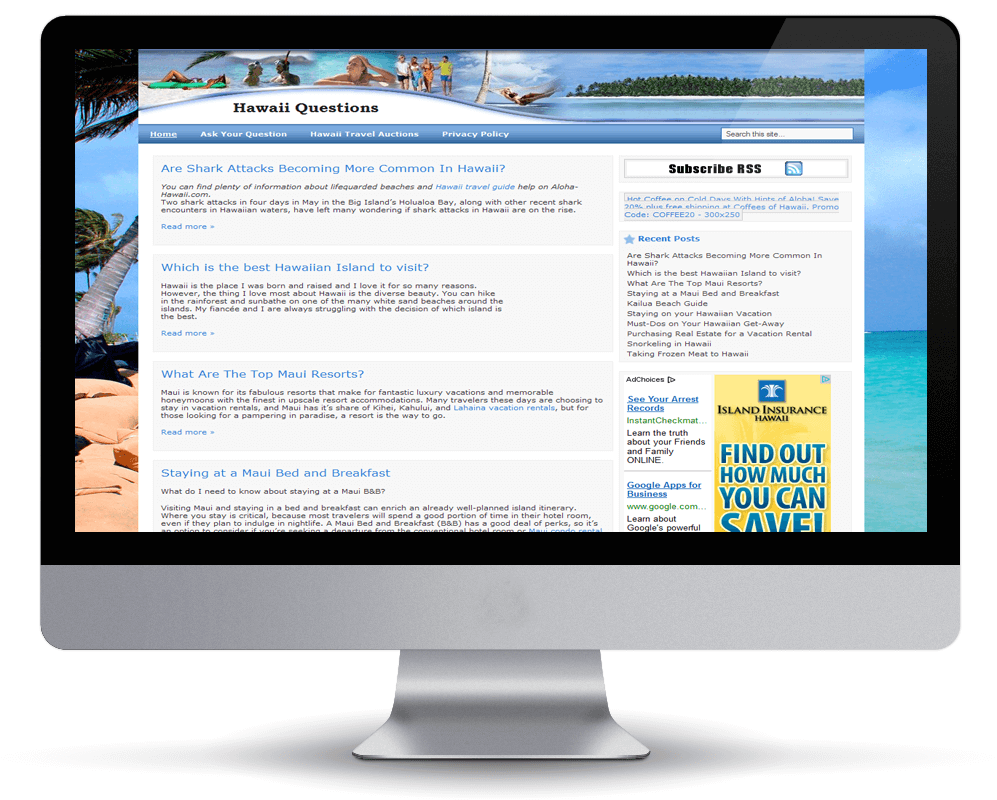 Hawaii Questions
Home
Ask Your Question
Hawaii Travel Auctions
Privacy Policy
Search this site...
Are Shark Attacks Becoming More Common In Hawaii?
You can find plenty of information about lifeguarded beaches and Hawaii travel guide help on Aloha-
Hawaii.com.
Two shark attacks in four days in May in the Big Island's Holualoa Bay, along with other recent shark
encounters in Hawaiian waters, have left many wondering if shark attacks in Hawaii are on the rise.
Read more »
Which is the best Hawaiian Island to visit?
Hawaii is the place I was born and raised and I love it for so many reasons.
However, the thing I love most about Hawaii is the diverse beauty. You can hike
in the rainforest and sunbathe on one of the many white sand beaches around the
islands. My fiancée and I are always struggling with the decision of which island is
the best.
Read more »
What Are The Top Maui Resorts?
Maui is known for its fabulous resorts that make for fantastic luxury vacations and memorable
honeymoons with the finest in upscale resort accommodations. Many travelers these days are choosing to
stay in vacation rentals, and Maui has it's share of Kihei, Kahului, and Lahaina vacation rentals, but for
those looking for a pampering in paradise, a resort is the way to go.
Read more »
Staying at a Maui Bed and Breakfast
What do I need to know about staying at a Maui B&B?
Visiting Maui and staying in a bed and breakfast can enrich an already well-planned island itinerary.
Where you stay is critical, because most travelers will spend a good portion of time in their hotel room,
even if they plan to indulge in nightlife. A Maui Bed and Breakfast (B&B) has a good deal of perks, so it's
an option to consider if you're seeking a departure from the conventional hotel room or Maui condo rental
Subscribe RSS
Hot Coffee on Cold Days With Hints of Aloha! Save
20% plus free shipping at Coffees of Hawaii. Promo
Code: COFFEE20 - 300x250
Recent Posts
Are Shark Attacks Becoming More Common In
Hawaii?
Which is the best Hawaiian Island to visit?
What Are The Top Maui Resorts?
Staying at a Maui Bed and Breakfast
Kailua Beach Guide
Staying on your Hawaiian Vacation
Must-Dos on Your Hawaiian Get-Away
Purchasing Real Estate for a Vacation Rental
Snorkeling in Hawaii
Taking Frozen Meat to Hawaii
AdChoices
See Your Arrest
Records
InstantCheckmat...
Learn the truth
about your Friends
and Family
ONLINE.
Google Apps for
Business
www.google.com...
Learn about
Google's powerful
ISLAND INSURANCE
HAWAII
FIND OUT
HOW MUCH
YOU CAN
SAVE!